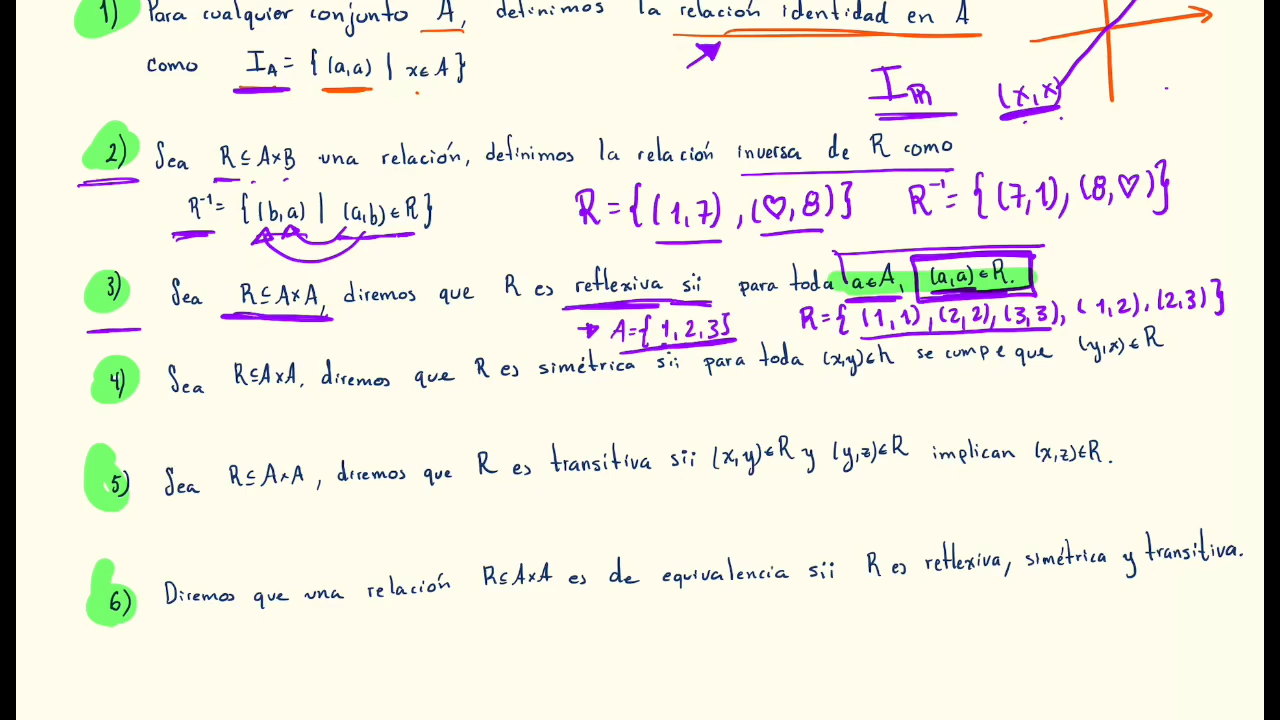 1) Para cualquier conjunto A, definimos la relación identidad en A
como I_A = { (a,a) | x∈A }
I_ℝ (x,x)
2) Sea R⊆A×B una relación, definimos la relación inversa de R como
R⁻¹ = { (b,a) | (a,b)∈R }
R = { (1,7) , (♡,8) } R⁻¹ = { (7,1), (8,♡) }
3) Sea R⊆A×A, diremos que R es reflexiva sii para toda a∈A, (a,a)∈R.
→ A={ 1,2,3 } R={ (1,1), (2,2), (3,3), (1,2), (2,3) }
4) Sea R⊆A×A, diremos que R es simétrica sii para toda (x,y)∈R se cumpe que (y,x)∈R
5) Sea R⊆A×A, diremos que R es transitiva sii (x,y)∈R y (y,z)∈R implican (x,z)∈R.
6) Diremos que una relación R⊆A×A es de equivalencia sii R es reflexiva, simétrica y transitiva.